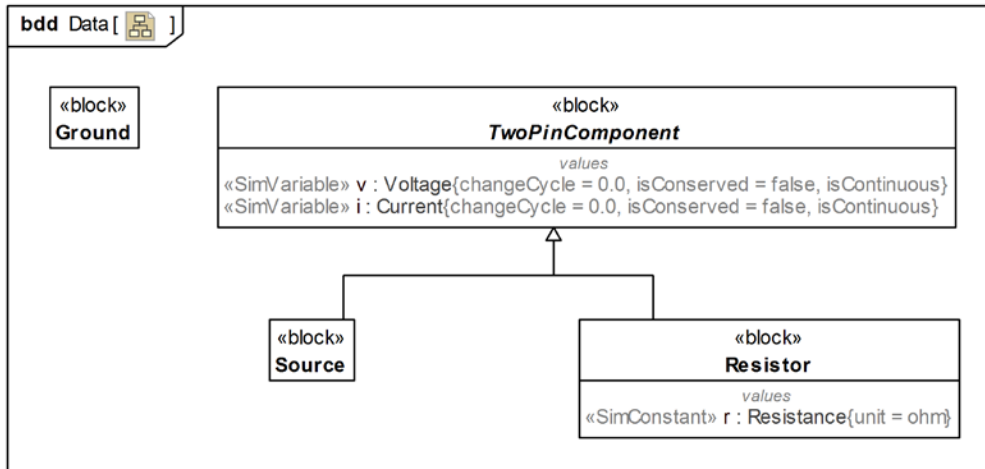 bdd Data[ ]
«block»
Ground
«block»
TwoPinComponent
values
«SimVariable» v : Voltage{changeCycle = 0.0, isConserved = false, isContinuous}
«SimVariable» i : Current{changeCycle = 0.0, isConserved = false, isContinuous}
«block»
Source
«block»
Resistor
values
«SimConstant» r : Resistance{unit = ohm}